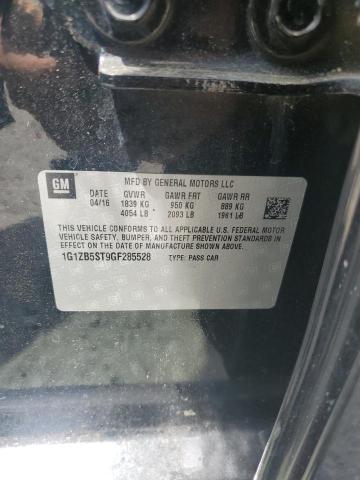 GM
MFD BY GENERAL MOTORS LLC
DATE GVWR GAWR FRT GAWR RR
04/16 1839 KG 950 KG 889 KG
4054 LB 2093 LB 1961 LB
THIS VEHICLE CONFORMS TO ALL APPLICABLE U.S. FEDERAL MOTOR
VEHICLE SAFETY, BUMPER, AND THEFT PREVENTION STANDARDS IN
EFFECT ON THE DATE OF MANUFACTURE SHOWN ABOVE.
1G1ZB5ST9GF285528 TYPE: PASS CAR